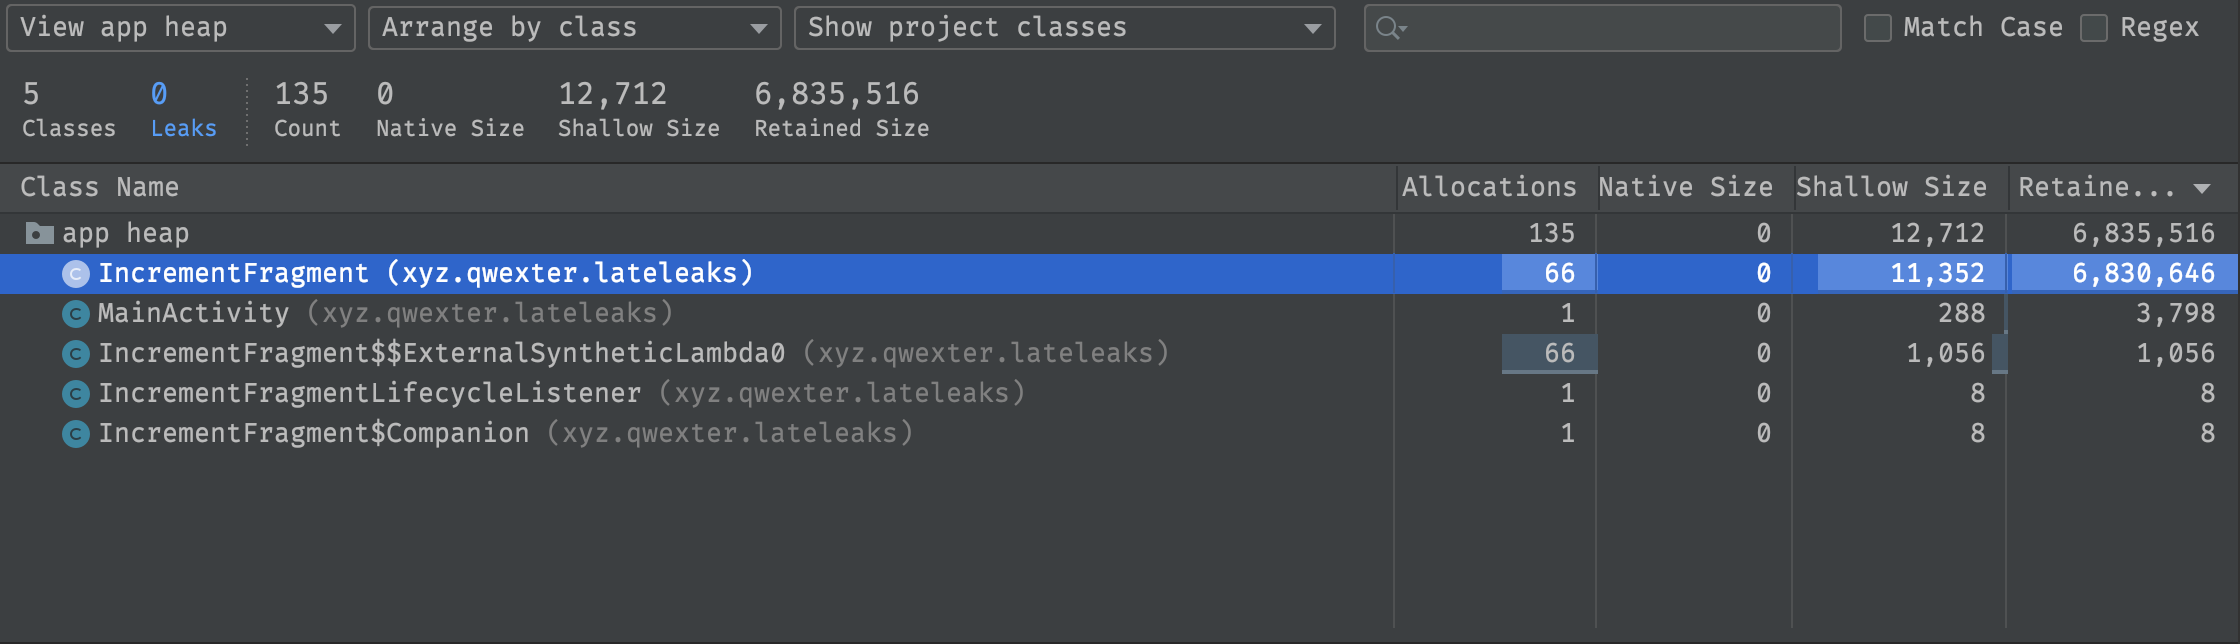 View app heap Arrange by class Show project classes Match Case Regex
5 0 135 0 12,712 6,835,516
Classes Leaks Count Native Size Shallow Size Retained Size
Class Name Allocations Native Size Shallow Size Retaine...
app heap 135 0 12,712 6,835,516
C IncrementFragment (xyz.qwexter.lateleaks) 66 0 11,352 6,830,646
C MainActivity (xyz.qwexter.lateleaks) 1 0 288 3,798
C IncrementFragment$$ExternalSyntheticLambda0 (xyz.qwexter.lateleaks) 66 0 1,056 1,056
C IncrementFragmentLifecycleListener (xyz.qwexter.lateleaks) 1 0 8 8
C IncrementFragment$Companion (xyz.qwexter.lateleaks) 1 0 8 8